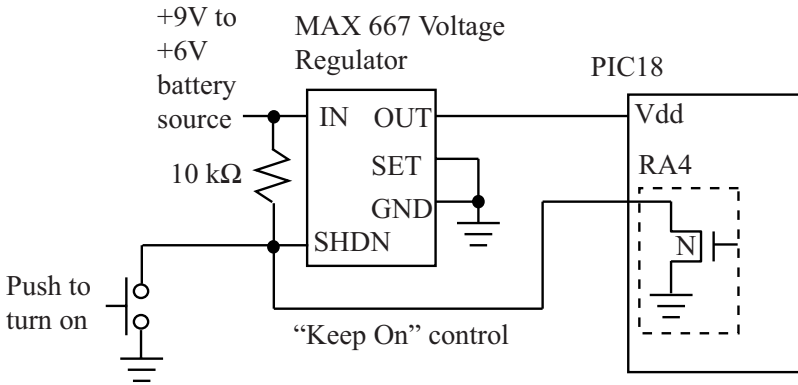 +9V to
+6V
battery
source
MAX 667 Voltage
Regulator
PIC18
IN
OUT
Vdd
SET
RA4
10 kΩ
GND
SHDN
N
Push to
turn on
“Keep On” control